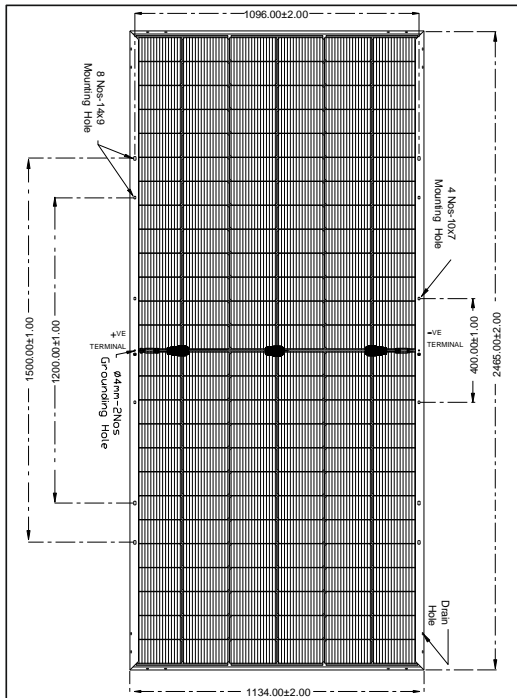 1096.00±2.00
8 Nos-14x9
Mounting Hole
4 Nos-10x7
Mounting Hole
1500.00±1.00
1200.00±1.00
+VE
TERMINAL
-VE
TERMINAL
400.00±1.00
2465.00±2.00
Ø4mm-2Nos
Grounding Hole
Drain
Hole
1134.00±2.00